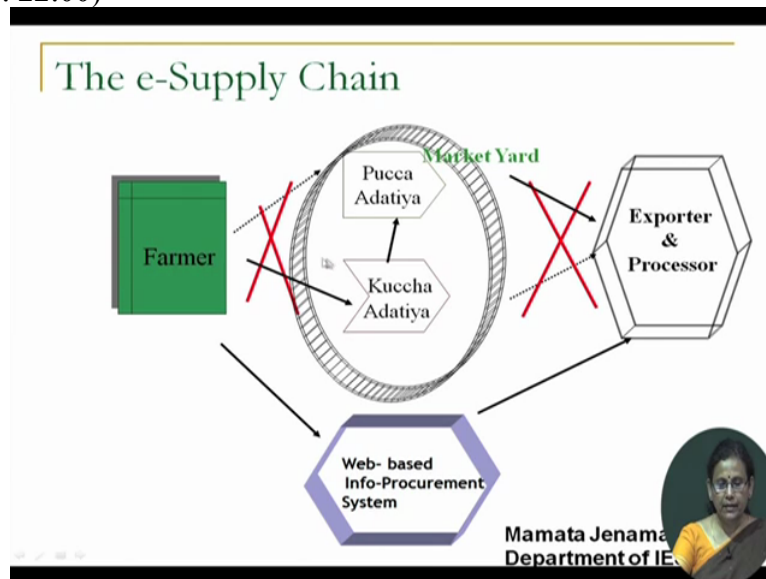 The e-Supply Chain
Market Yard
Pucca
Adatiya
Farmer
Kuccha
Adatiya
Exporter
&
Processor
Web- based
Info-Procurement
System
Mamata Jenama
Department of IE